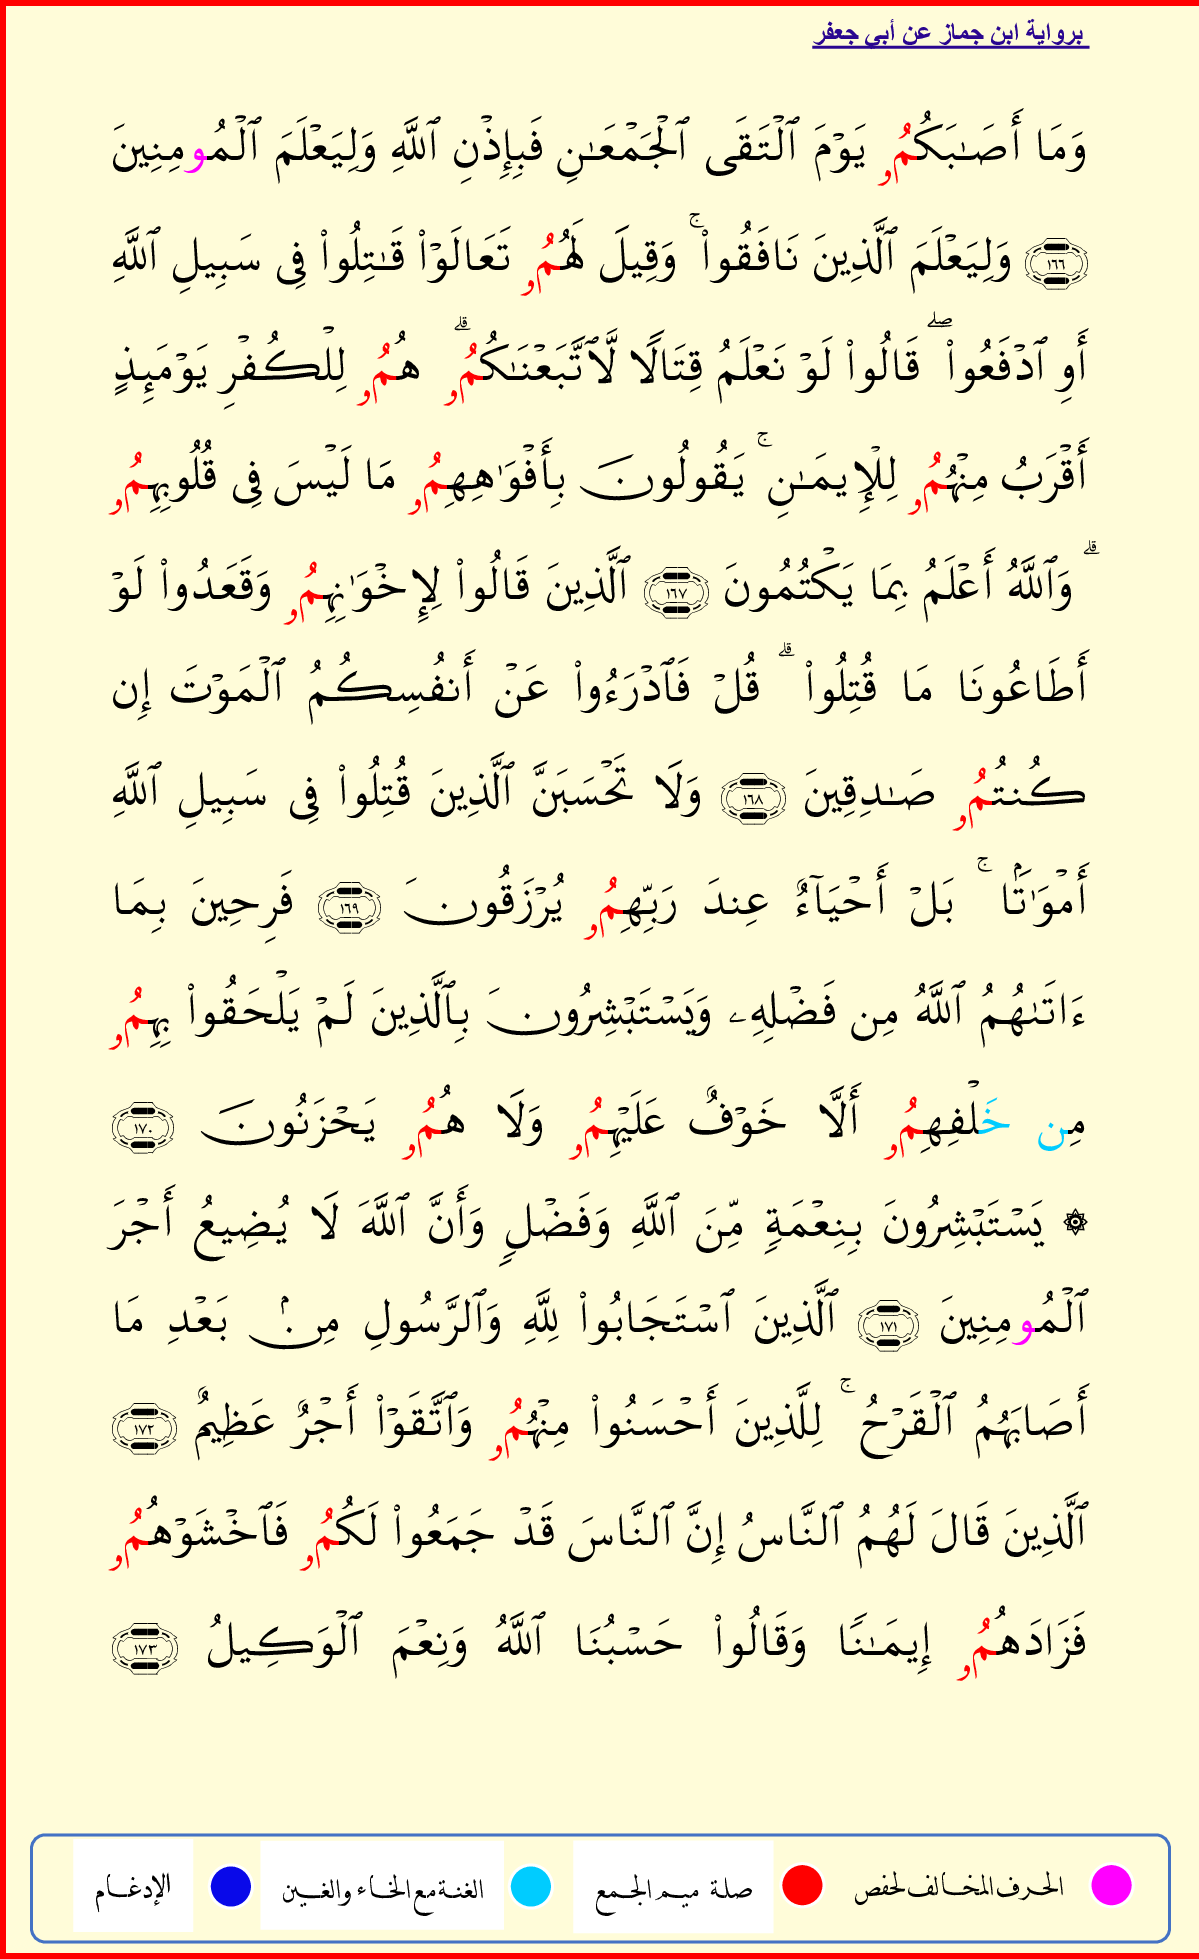 برواية ابن جماز عن أبي جعفر
وَمَا أَصَـٰبَكُمُۥ يَوۡمَ ٱلۡتَقَى ٱلۡجَمۡعَـٰنِ فَبِإِذۡنِ ٱللَّهِ وَلِيَعۡلَمَ ٱلۡمُومِنِينَ
١٦٦ وَلِيَعۡلَمَ ٱلَّذِينَ نَافَقُواْۚ وَقِيلَ لَهُمُۥ تَعَالَوۡاْ قَـٰتِلُواْ فِى سَبِيلِ ٱللَّهِ
أَوِ ٱدۡفَعُواْۖ قَالُواْ لَوۡ نَعۡلَمُ قِتَالًا لَّٱتَّبَعۡنَـٰكُمُۥۗ هُمُۥ لِلۡكُفۡرِ يَوۡمَئِذٍ
أَقۡرَبُ مِنۡهُمُۥ لِلۡإِيمَـٰنِۚ يَقُولُونَ بِأَفۡوَٰهِهِمُۥ مَا لَيۡسَ فِى قُلُوبِهِمُۥ
ۗ وَٱللَّهُ أَعۡلَمُ بِمَا يَكۡتُمُونَ ١٦٧ ٱلَّذِينَ قَالُواْ لِإِخۡوَٰنِهِمُۥ وَقَعَدُواْ لَوۡ
أَطَاعُونَا مَا قُتِلُواْۗ قُلۡ فَٱدۡرَءُواْ عَنۡ أَنفُسِكُمُ ٱلۡمَوۡتَ إِن
كُنتُمُۥ صَـٰدِقِينَ ١٦٨ وَلَا تَحۡسَبَنَّ ٱلَّذِينَ قُتِلُواْ فِى سَبِيلِ ٱللَّهِ
أَمۡوَٰتَۢاۚ بَلۡ أَحۡيَآءٌ عِندَ رَبِّهِمُۥ يُرۡزَقُونَ ١٦٩ فَرِحِينَ بِمَا
ءَاتَىٰهُمُ ٱللَّهُ مِن فَضۡلِهِۦ وَيَسۡتَبۡشِرُونَ بِٱلَّذِينَ لَمۡ يَلۡحَقُواْ بِهِمُۥ
مِن خَلۡفِهِمُۥ أَلَّا خَوۡفٌ عَلَيۡهِمُۥ وَلَا هُمُۥ يَحۡزَنُونَ ١٧٠
۞ يَسۡتَبۡشِرُونَ بِنِعۡمَةٍ مِّنَ ٱللَّهِ وَفَضۡلٍ وَأَنَّ ٱللَّهَ لَا يُضِيعُ أَجۡرَ
ٱلۡمُومِنِينَ ١٧١ ٱلَّذِينَ ٱسۡتَجَابُواْ لِلَّهِ وَٱلرَّسُولِ مِنۢ بَعۡدِ مَا
أَصَابَهُمُ ٱلۡقَرۡحُۚ لِلَّذِينَ أَحۡسَنُواْ مِنۡهُمُۥ وَٱتَّقَوۡاْ أَجۡرٌ عَظِيمٌ ١٧٢
ٱلَّذِينَ قَالَ لَهُمُ ٱلنَّاسُ إِنَّ ٱلنَّاسَ قَدۡ جَمَعُواْ لَكُمُۥ فَٱخۡشَوۡهُمُۥ
فَزَادَهُمُۥ إِيمَـٰنًا وَقَالُواْ حَسۡبُنَا ٱللَّهُ وَنِعۡمَ ٱلۡوَكِيلُ ١٧٣
الحرف المخالف لحفص صلة ميم الجمع الغنة مع الخاء والغين الإدغام